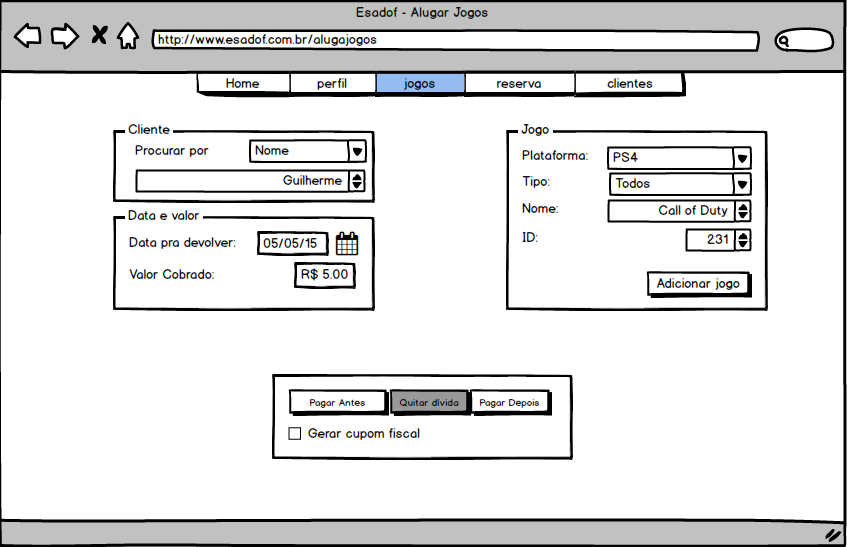 Esadof - Alugar Jogos
http://www.esadof.com.br/alugajogos
Home perfil jogos reserva clientes
Cliente
Procurar por Nome
Guilherme
Data e valor
Data pra devolver: 05/05/15
Valor Cobrado: R$ 5.00
Jogo
Plataforma: PS4
Tipo: Todos
Nome: Call of Duty
ID: 231
Adicionar jogo
Pagar Antes Quitar dívida Pagar Depois
Gerar cupom fiscal